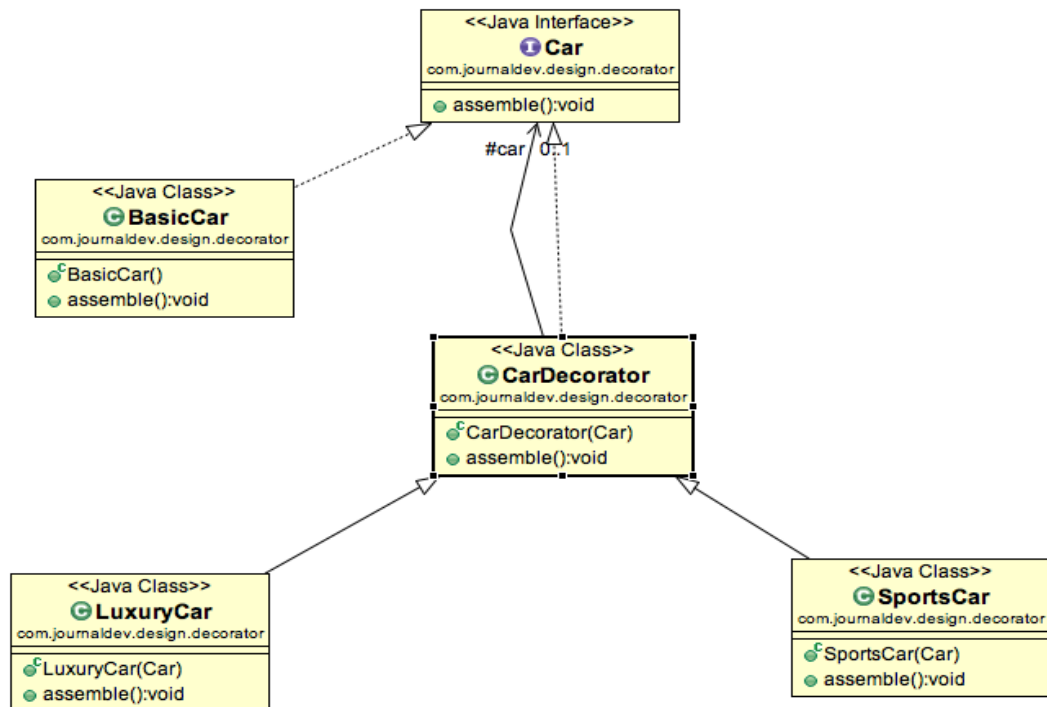 <<Java Interface>>
I Car
com.journaldev.design.decorator
assemble():void
#car 0..1
<<Java Class>>
C BasicCar
com.journaldev.design.decorator
C BasicCar()
assemble():void
<<Java Class>>
C CarDecorator
com.journaldev.design.decorator
C CarDecorator(Car)
assemble():void
<<Java Class>>
C LuxuryCar
com.journaldev.design.decorator
C LuxuryCar(Car)
assemble():void
<<Java Class>>
C SportsCar
com.journaldev.design.decorator
C SportsCar(Car)
assemble():void